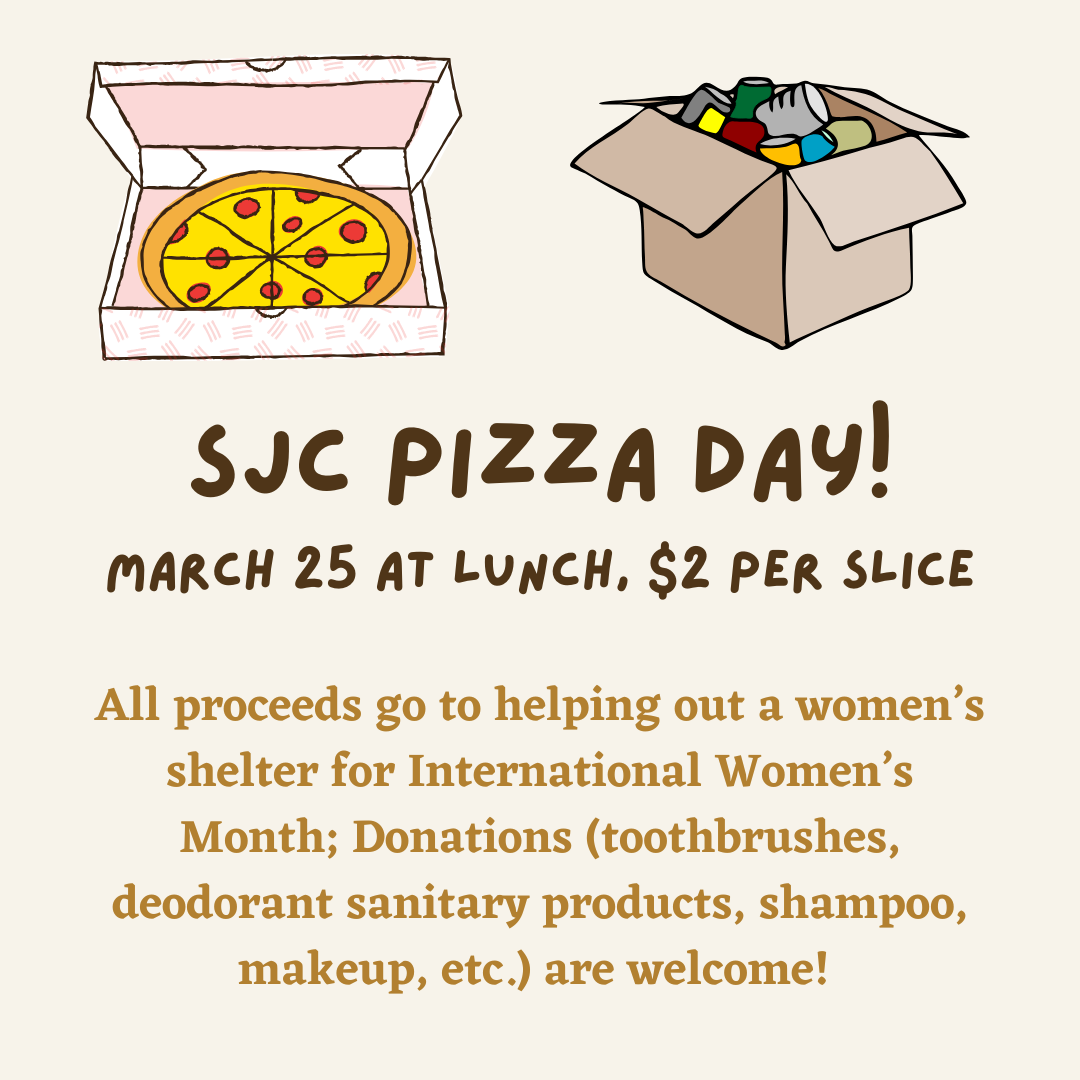 SJC PIZZA DAY!
MARCH 25 AT LUNCH, $2 PER SLICE
All proceeds go to helping out a women’s
shelter for International Women’s
Month; Donations (toothbrushes,
deodorant sanitary products, shampoo,
makeup, etc.) are welcome!